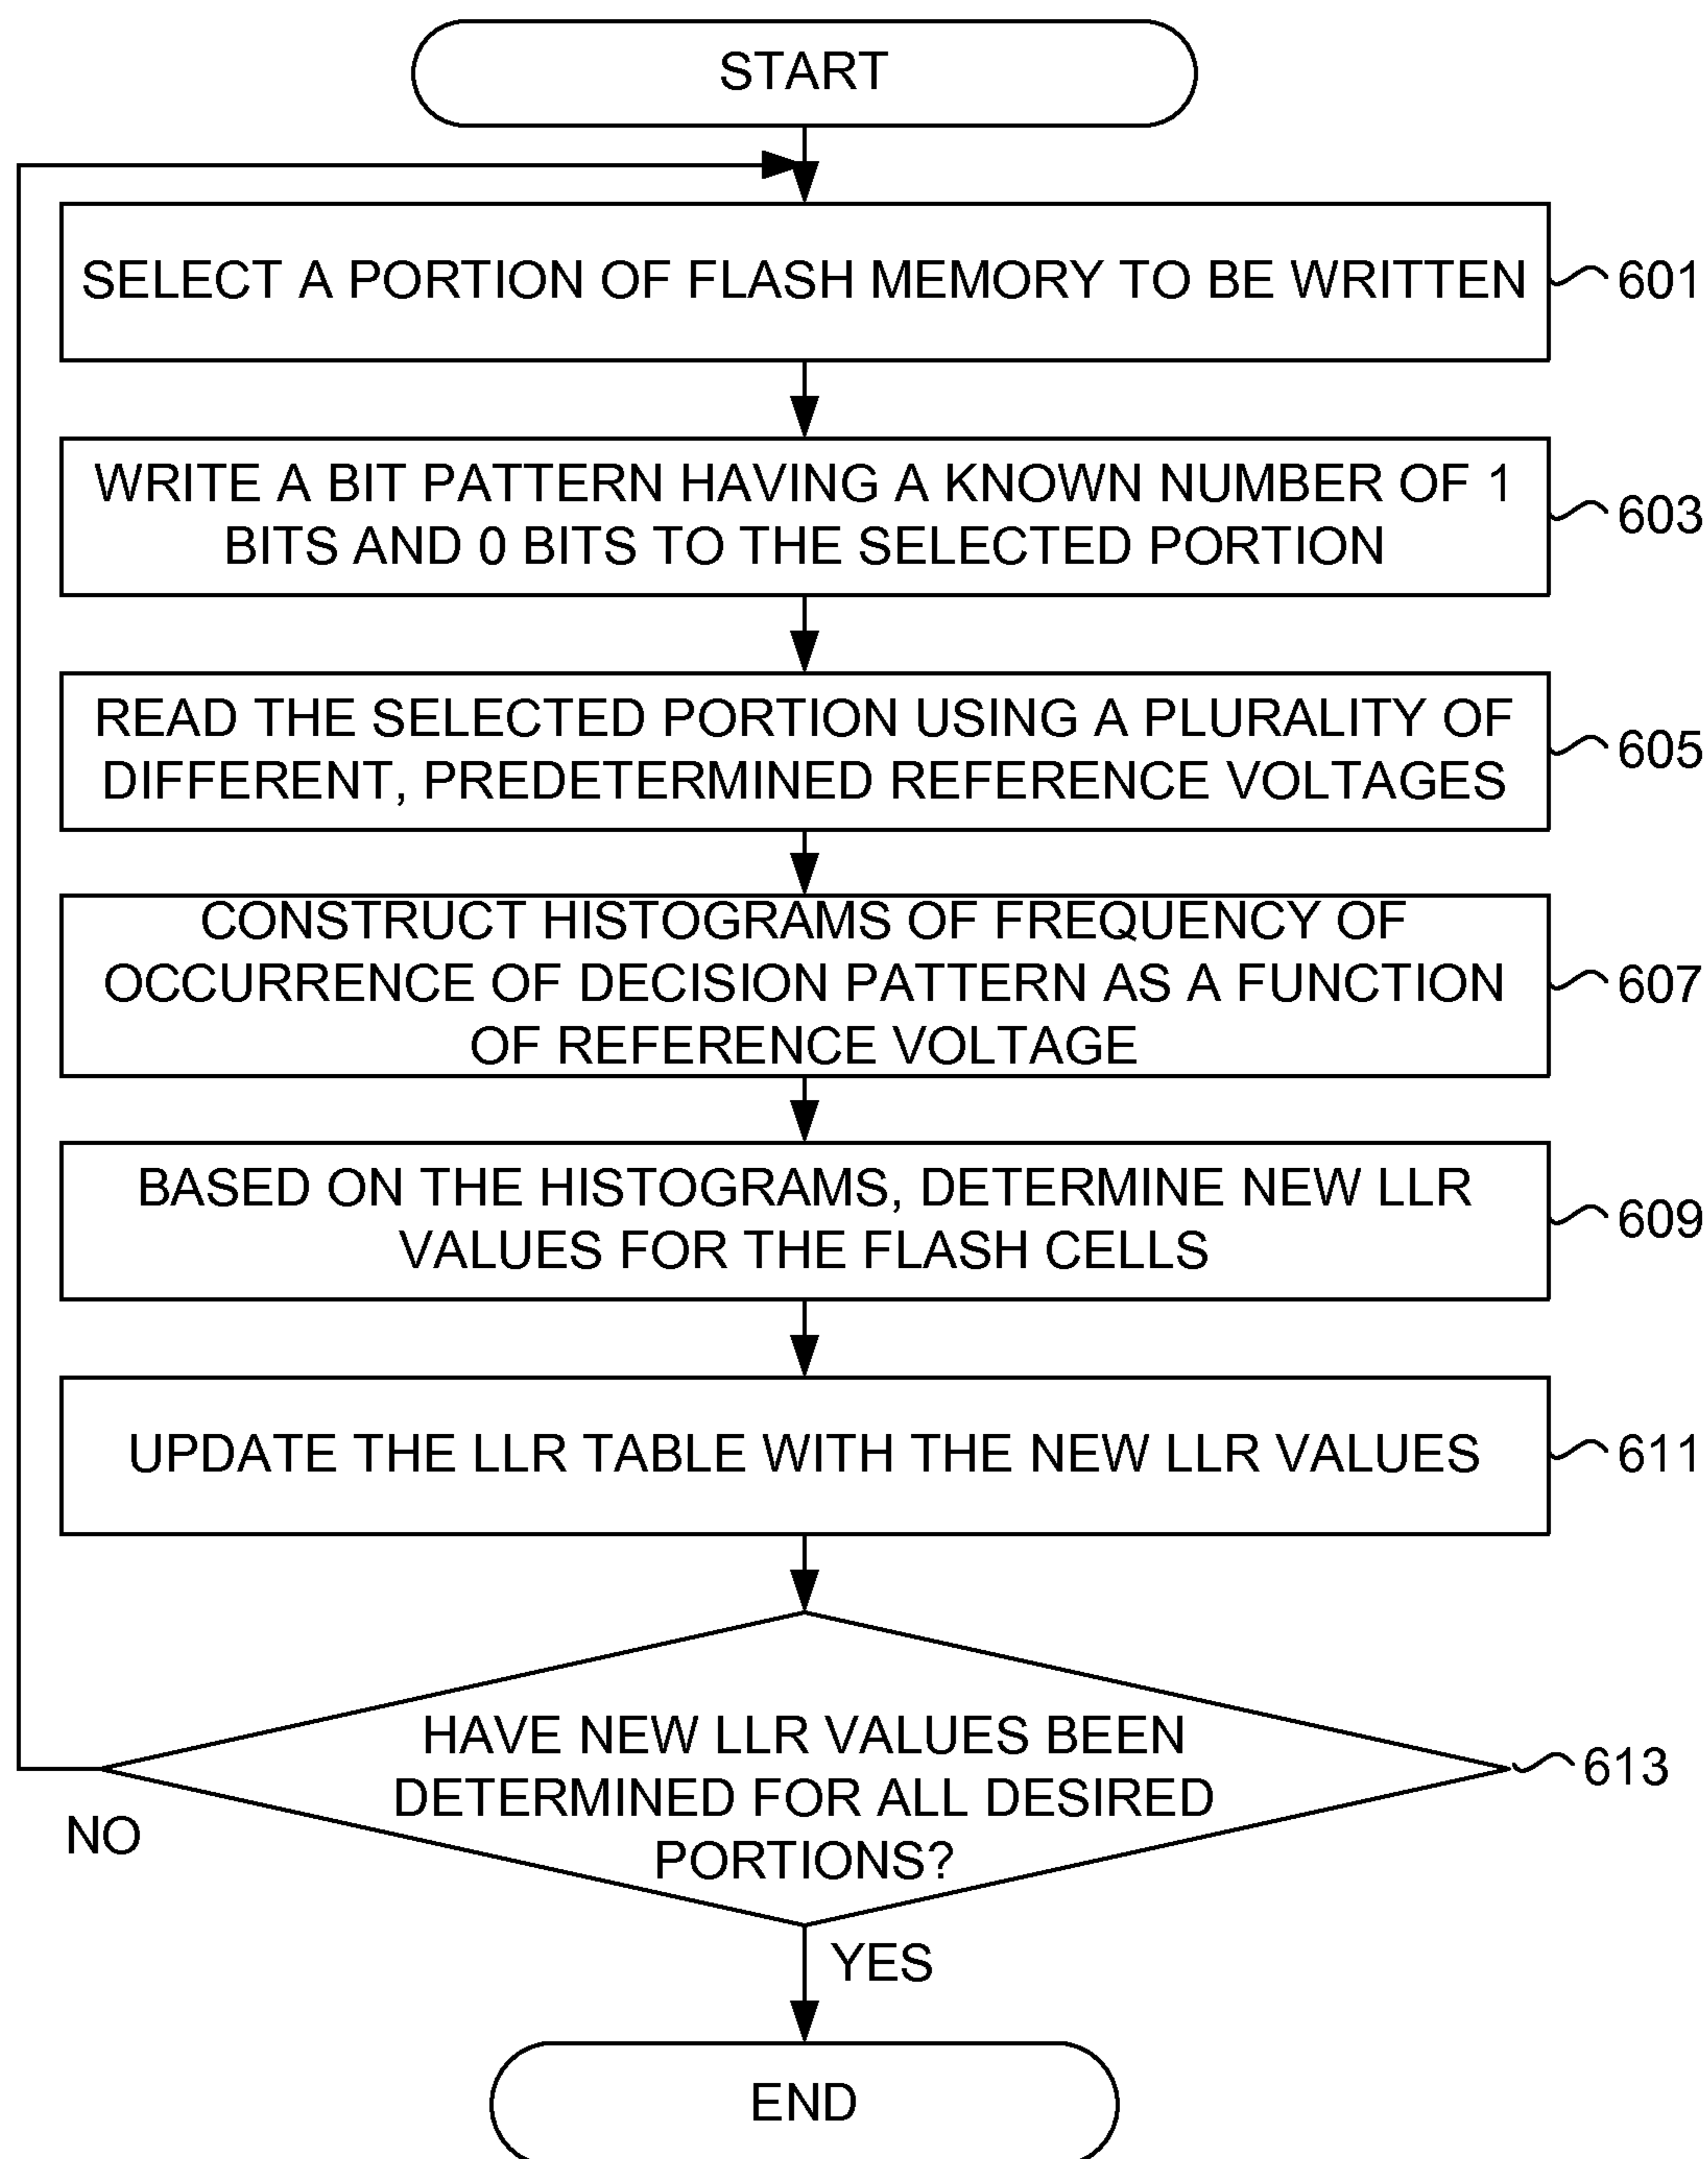 START
SELECT A PORTION OF FLASH MEMORY TO BE WRITTEN
601
WRITE A BIT PATTERN HAVING A KNOWN NUMBER OF 1
BITS AND 0 BITS TO THE SELECTED PORTION
603
READ THE SELECTED PORTION USING A PLURALITY OF
DIFFERENT, PREDETERMINED REFERENCE VOLTAGES
605
CONSTRUCT HISTOGRAMS OF FREQUENCY OF
OCCURRENCE OF DECISION PATTERN AS A FUNCTION
OF REFERENCE VOLTAGE
607
BASED ON THE HISTOGRAMS, DETERMINE NEW LLR
VALUES FOR THE FLASH CELLS
609
UPDATE THE LLR TABLE WITH THE NEW LLR VALUES
611
HAVE NEW LLR VALUES BEEN
DETERMINED FOR ALL DESIRED
PORTIONS?
613
NO
YES
END